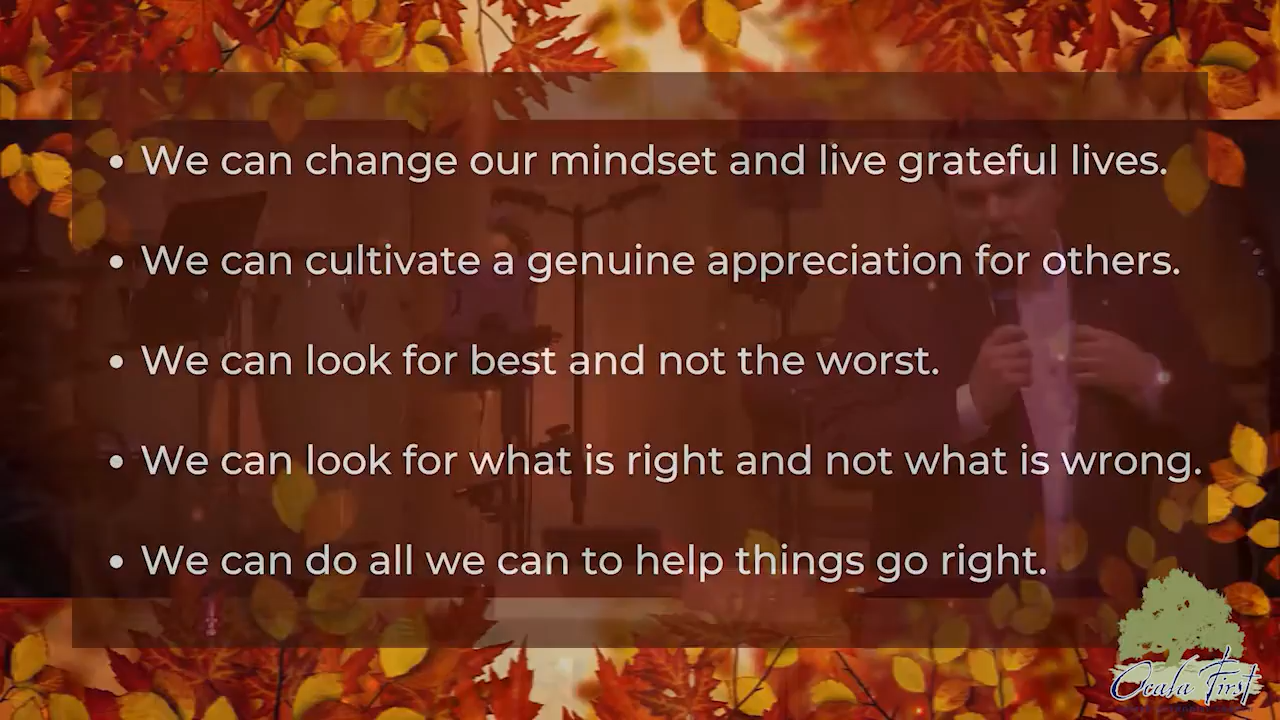 • We can change our mindset and live grateful lives.
• We can cultivate a genuine appreciation for others.
• We can look for best and not the worst.
• We can look for what is right and not what is wrong.
• We can do all we can to help things go right.
Ocala First